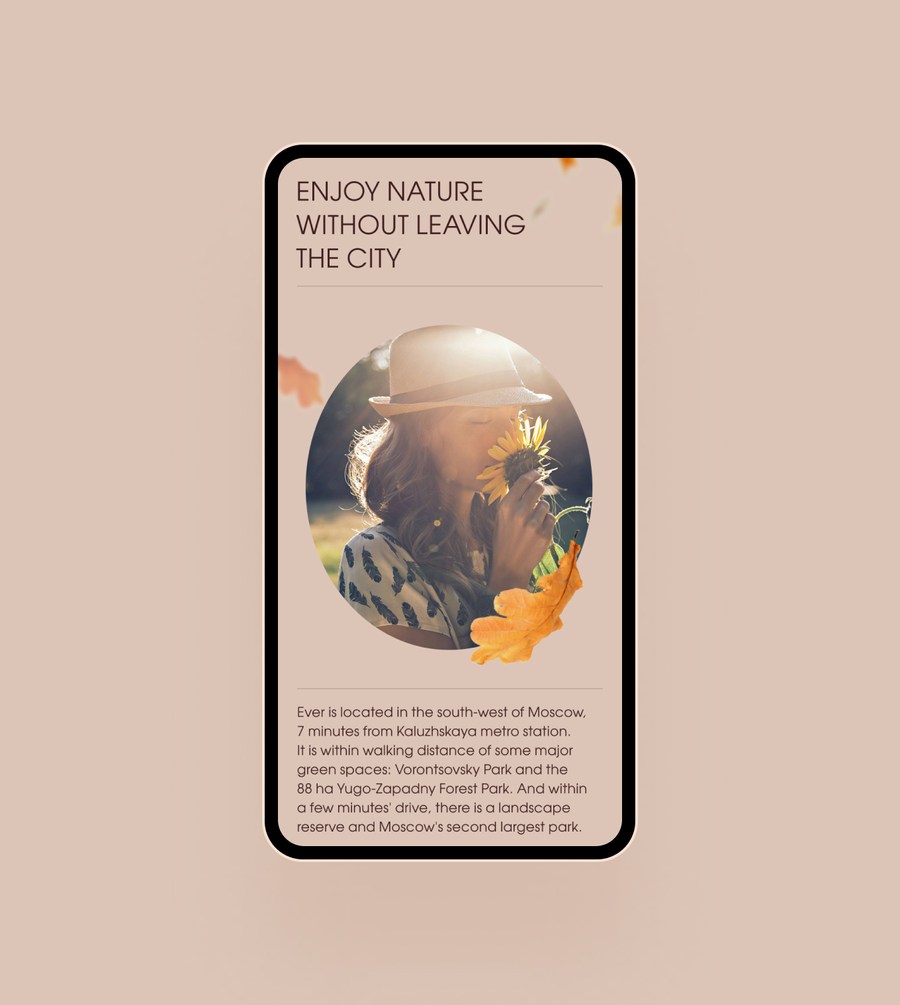 ENJOY NATURE
WITHOUT LEAVING
THE CITY
Ever is located in the south-west of Moscow,
7 minutes from Kaluzhskaya metro station.
It is within walking distance of some major
green spaces: Vorontsovsky Park and the
88 ha Yugo-Zapadny Forest Park. And within
a few minutes' drive, there is a landscape
reserve and Moscow's second largest park.